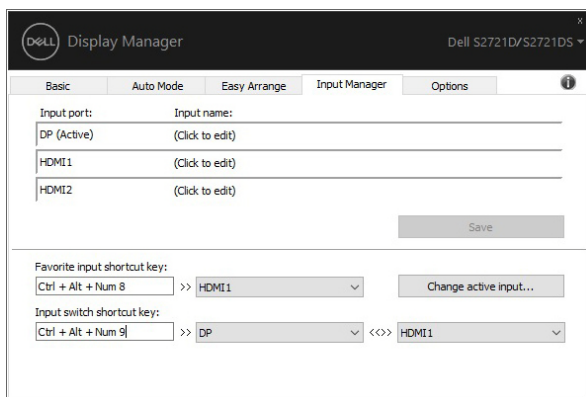 x
DELL Display Manager Dell S2721D/S2721DS
Basic Auto Mode Easy Arrange Input Manager Options i
Input port: Input name:
DP (Active) (Click to edit)
HDMI1 (Click to edit)
HDMI2 (Click to edit)
Save
Favorite input shortcut key:
Ctrl + Alt + Num 8 >> HDMI1 Change active input...
Input switch shortcut key:
Ctrl + Alt + Num 9 >> DP <<>> HDMI1